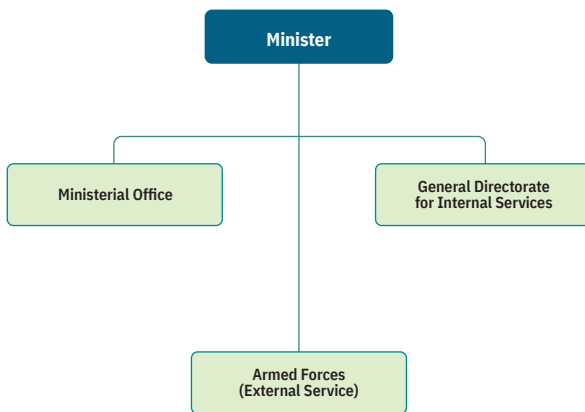 Minister
Ministerial Office
General Directorate
for Internal Services
Armed Forces
(External Service)